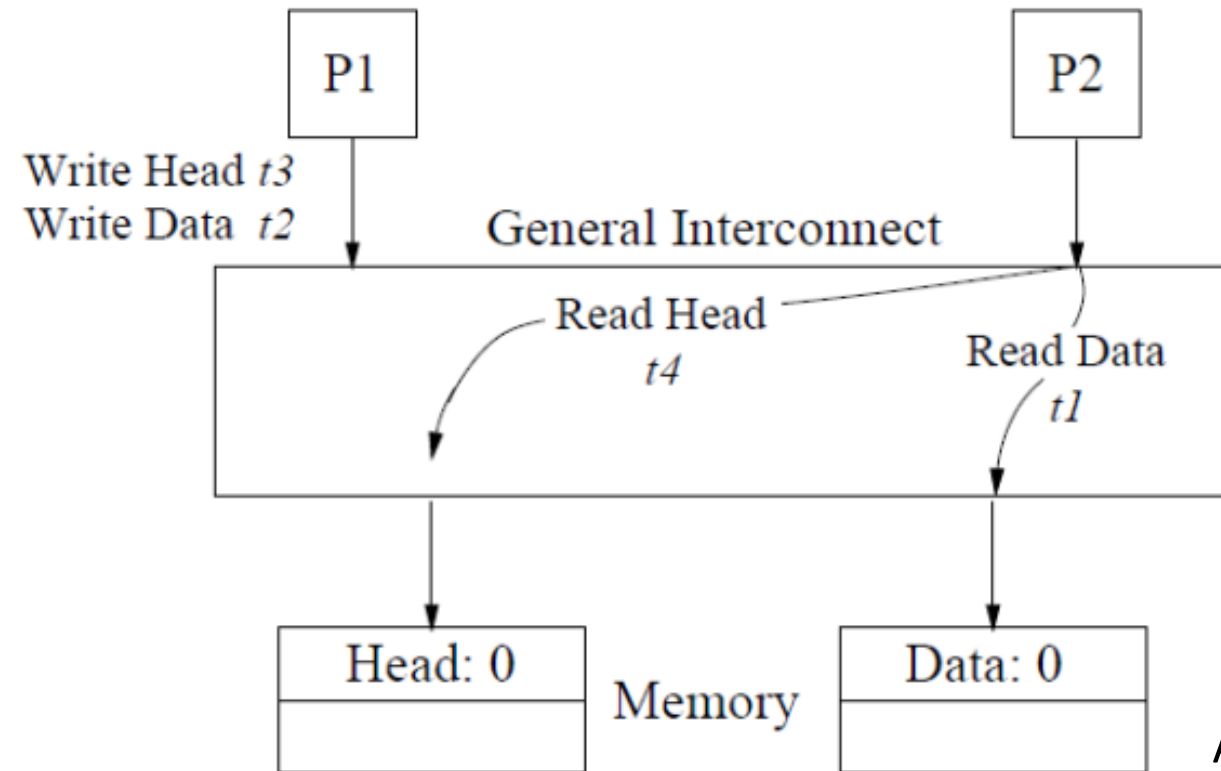 P1
P2
Write Head t3
Write Data t2
General Interconnect
Read Head
t4
Read Data
t1
Head: 0
Data: 0
Memory